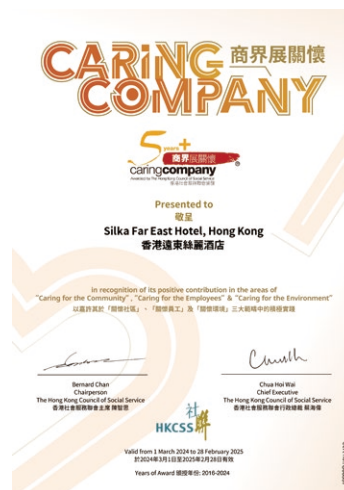 CARING 商界展關懷
COMPANY
5 years +
商界展關懷
caringcompany®
Awarded by The Hong Kong Council of Social Service
香港社會服務聯會頒發
Presented to
敬呈
Silka Far East Hotel, Hong Kong
香港遠東絲麗酒店
in recognition of its positive contribution in the areas of
"Caring for the Community", "Caring for the Employees" & "Caring for the Environment"
以嘉許其於「關懷社區」、「關懷員工」及「關懷環境」三大範疇中的積極實踐
Bernard Chan
Chairperson
The Hong Kong Council of Social Service
香港社會服務聯會主席 陳智思
Chua Hoi Wai
Chief Executive
The Hong Kong Council of Social Service
香港社會服務聯會行政總裁 蔡海偉
社聯
HKCSS
Valid from 1 March 2024 to 28 February 2025
於2024年3月1日至2025年2月28日有效
Years of Award 頒授年份: 2016-2024